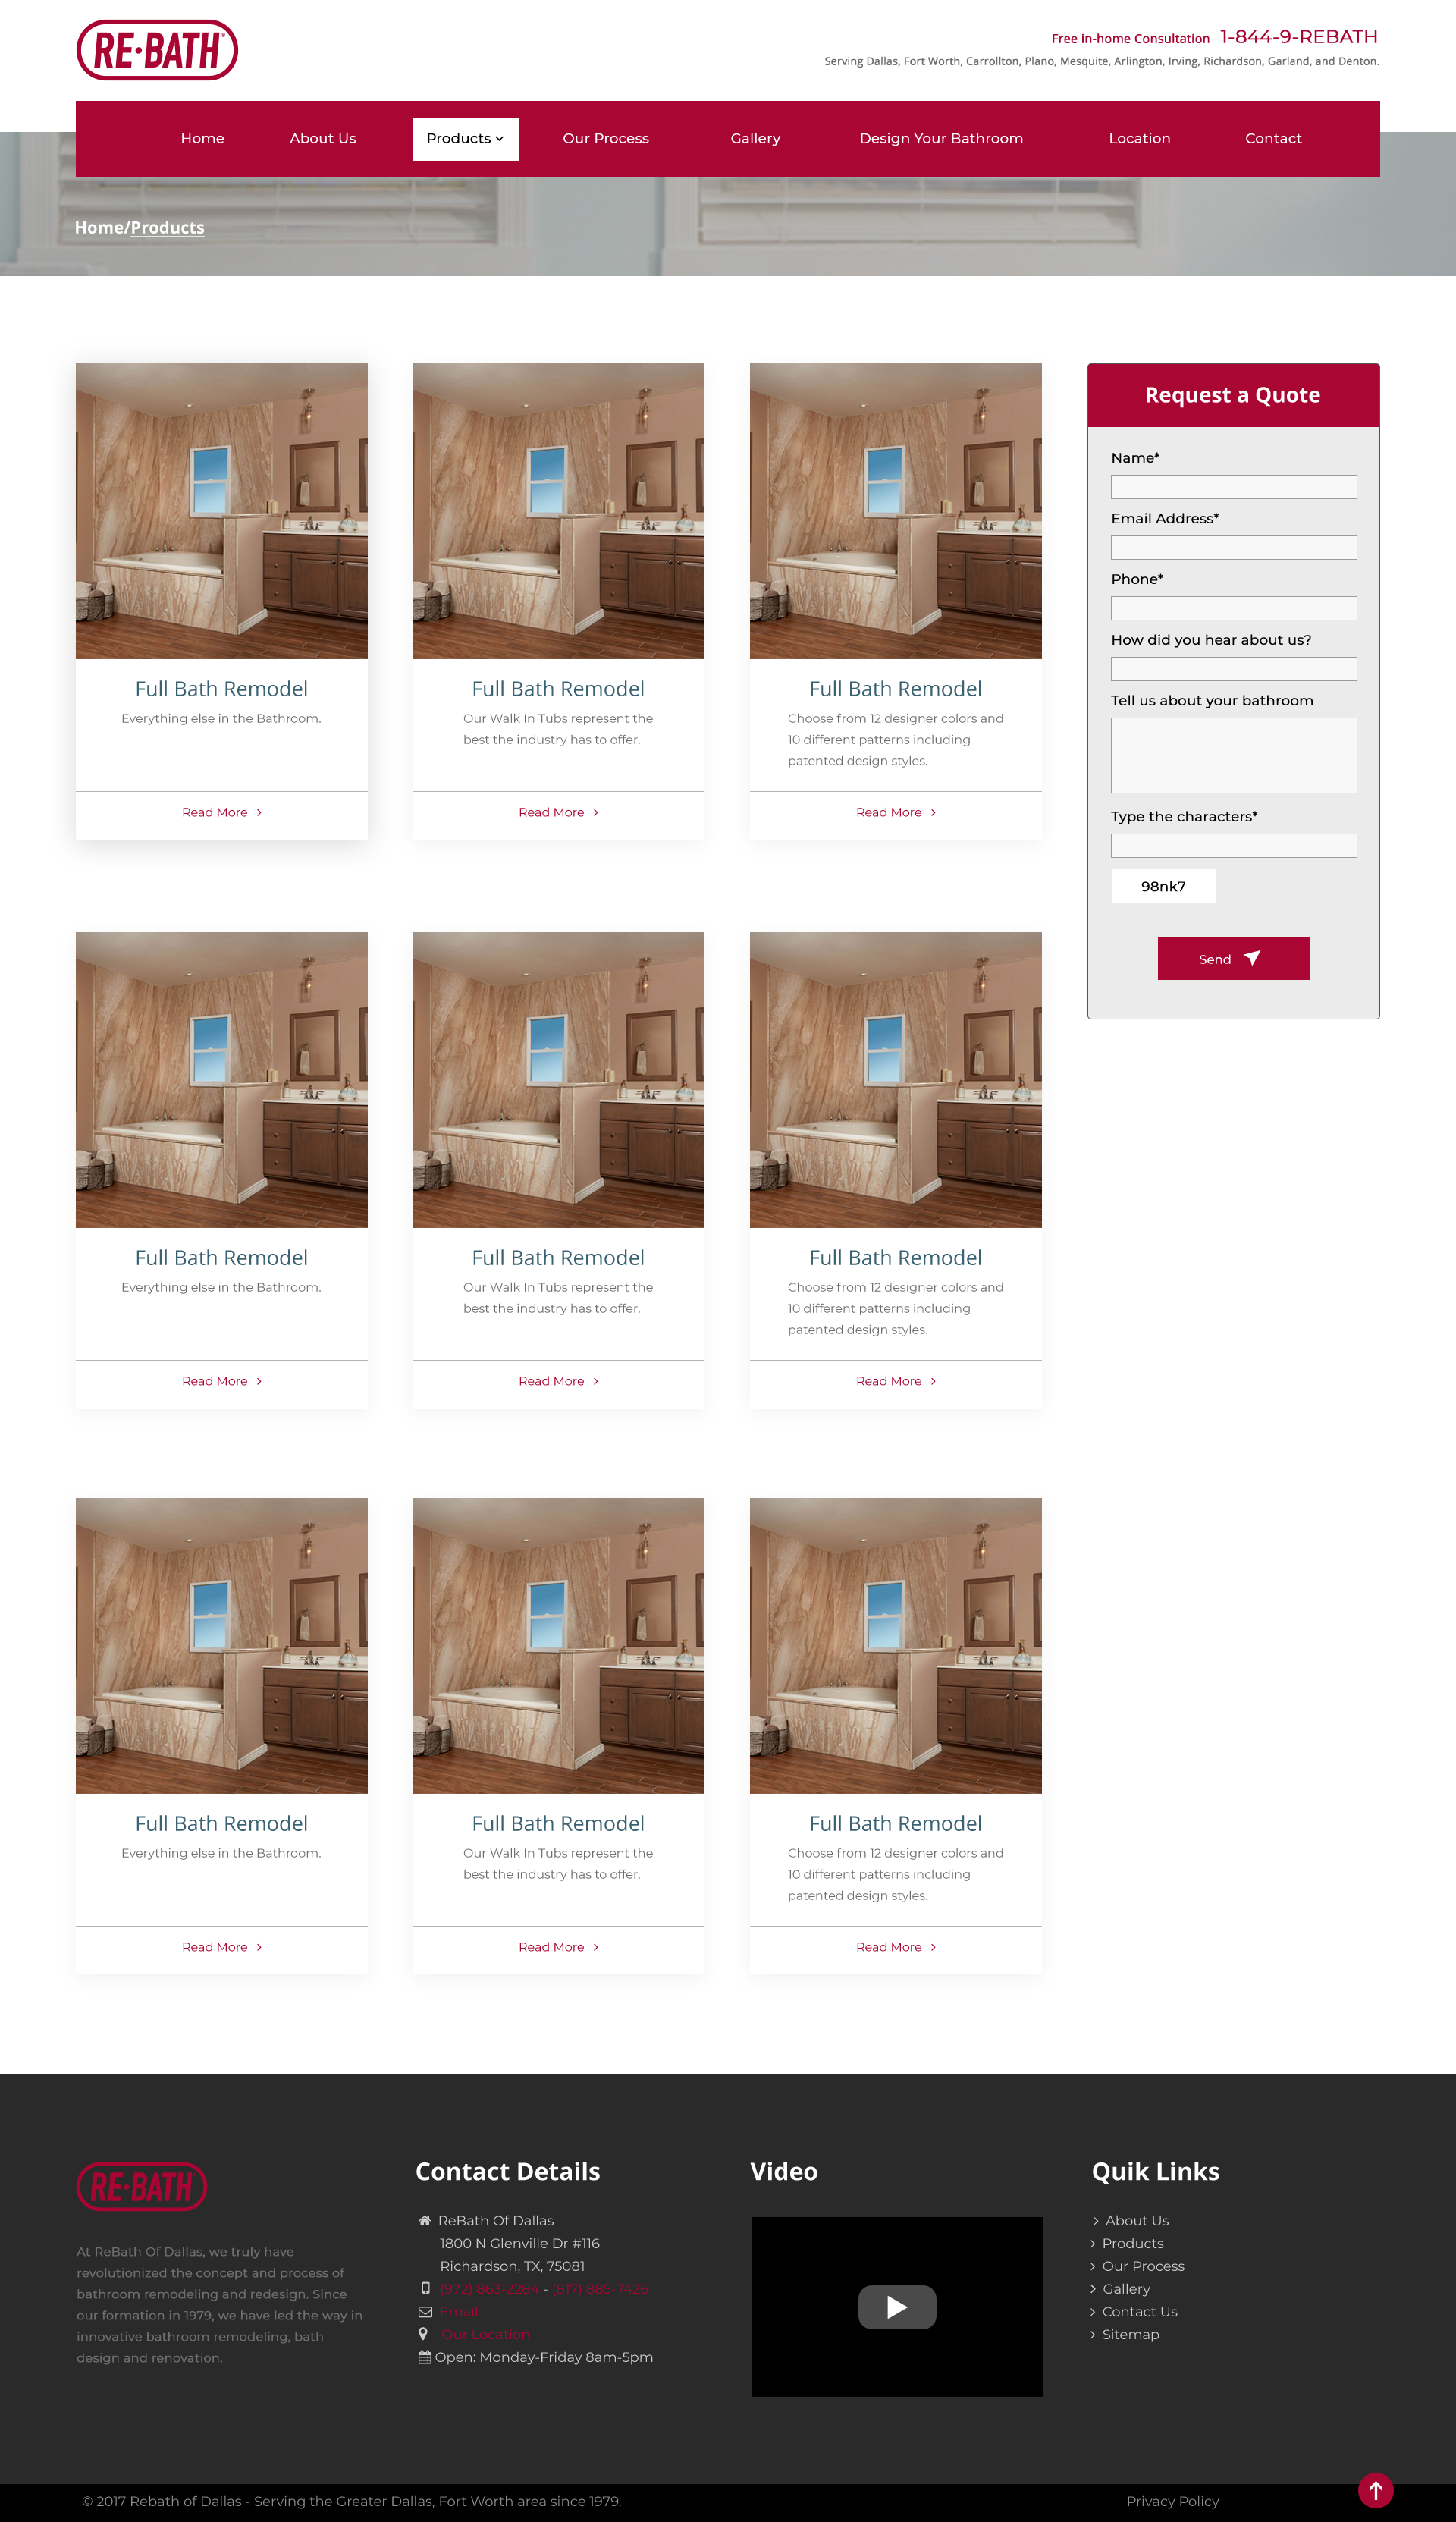 RE·BATH
Free in-home Consultation 1-844-9-REBATH
Serving Dallas, Fort Worth, Carrollton, Plano, Mesquite, Arlington, Irving, Richardson, Garland, and Denton.
Home About Us Products Our Process Gallery Design Your Bathroom Location Contact
Home/Products
Full Bath Remodel
Everything else in the Bathroom.
Read More
Full Bath Remodel
Our Walk In Tubs represent the
best the industry has to offer.
Read More
Full Bath Remodel
Choose from 12 designer colors and
10 different patterns including
patented design styles.
Read More
Request a Quote
Name*
Email Address*
Phone*
How did you hear about us?
Tell us about your bathroom
Type the characters*
98nk7
Send
Full Bath Remodel
Everything else in the Bathroom.
Read More
Full Bath Remodel
Our Walk In Tubs represent the
best the industry has to offer.
Read More
Full Bath Remodel
Choose from 12 designer colors and
10 different patterns including
patented design styles.
Read More
Full Bath Remodel
Everything else in the Bathroom.
Read More
Full Bath Remodel
Our Walk In Tubs represent the
best the industry has to offer.
Read More
Full Bath Remodel
Choose from 12 designer colors and
10 different patterns including
patented design styles.
Read More
RE·BATH
At ReBath Of Dallas, we truly have
revolutionized the concept and process of
bathroom remodeling and redesign. Since
our formation in 1979, we have led the way in
innovative bathroom remodeling, bath
design and renovation.
Contact Details
ReBath Of Dallas
1800 N Glenville Dr #116
Richardson, TX, 75081
(972) 863-2284 - (817) 885-7426
Email
Our Location
Open: Monday-Friday 8am-5pm
Video
Quik Links
About Us
Products
Our Process
Gallery
Contact Us
Sitemap
© 2017 Rebath of Dallas - Serving the Greater Dallas, Fort Worth area since 1979.
Privacy Policy